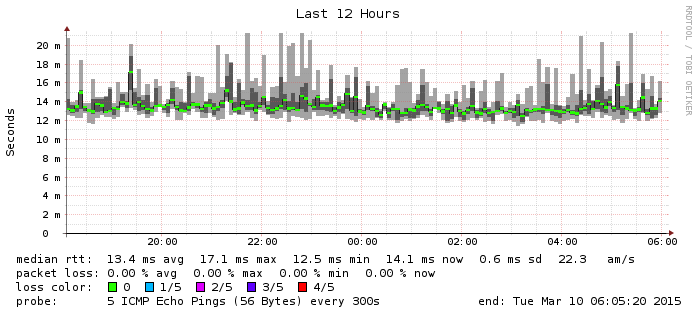 Last 12 Hours
RRDTOOL / TOBI OETIKER
Seconds
20 m
18 m
16 m
14 m
12 m
10 m
8 m
6 m
4 m
2 m
0
20:00 22:00 00:00 02:00 04:00 06:00
median rtt: 13.4 ms avg 17.1 ms max 12.5 ms min 14.1 ms now 0.6 ms sd 22.3 am/s
packet loss: 0.00 % avg 0.00 % max 0.00 % min 0.00 % now
loss color: 0 1/5 2/5 3/5 4/5
probe: 5 ICMP Echo Pings (56 Bytes) every 300s end: Tue Mar 10 06:05:20 2015